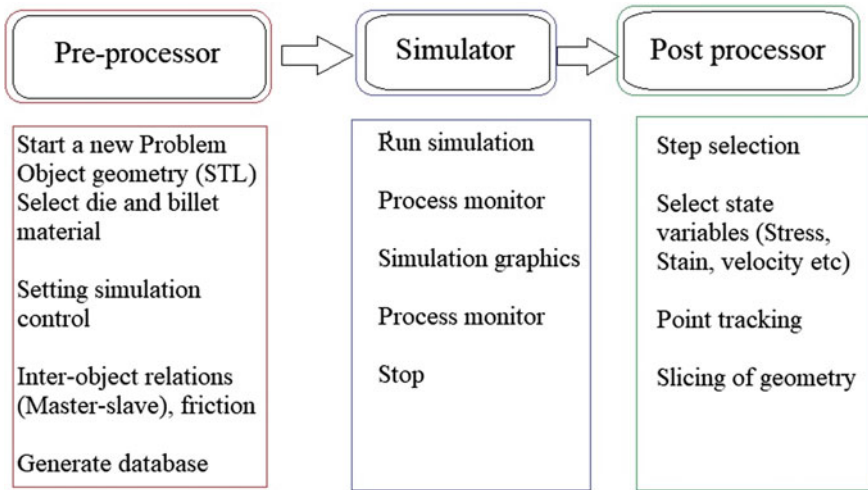 Pre-processor
Simulator
Post processor
Start a new Problem
Object geometry (STL)
Select die and billet
material
Setting simulation
control
Inter-object relations
(Master-slave), friction
Generate database
Run simulation
Process monitor
Simulation graphics
Process monitor
Stop
Step selection
Select state
variables (Stress,
Stain, velocity etc)
Point tracking
Slicing of geometry